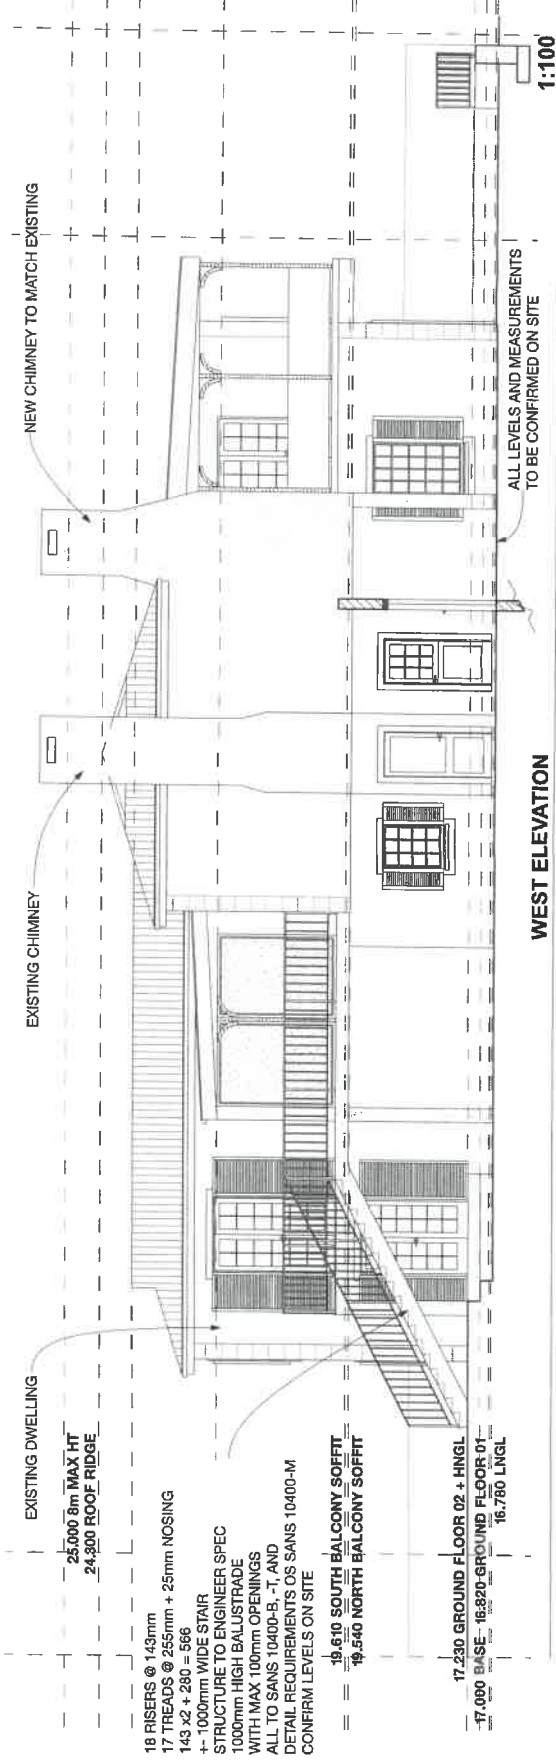 EXISTING DWELLING
EXISTING CHIMNEY
NEW CHIMNEY TO MATCH EXISTING
25.000 8m MAX HT
24.800 ROOF RIDGE
18 RISERS @ 143mm
17 TREADS @ 255mm + 25mm NOSING
143 x2 + 280 = 566
+- 1000mm WIDE STAIR
STRUCTURE TO ENGINEER SPEC
1000mm HIGH BALUSTRADE
WITH MAX 100mm OPENINGS
ALL TO SANS 10400-B, -T, AND
DETAIL REQUIREMENTS OS SANS 10400-M
CONFIRM LEVELS ON SITE
19.610 SOUTH BALCONY SOFFIT
19.540 NORTH BALCONY SOFFIT
17.230 GROUND FLOOR 02 + HNGL
17.000 BASE 16.820 GROUND FLOOR 01
16.780 LNGL
ALL LEVELS AND MEASUREMENTS
TO BE CONFIRMED ON SITE
WEST ELEVATION
1:100